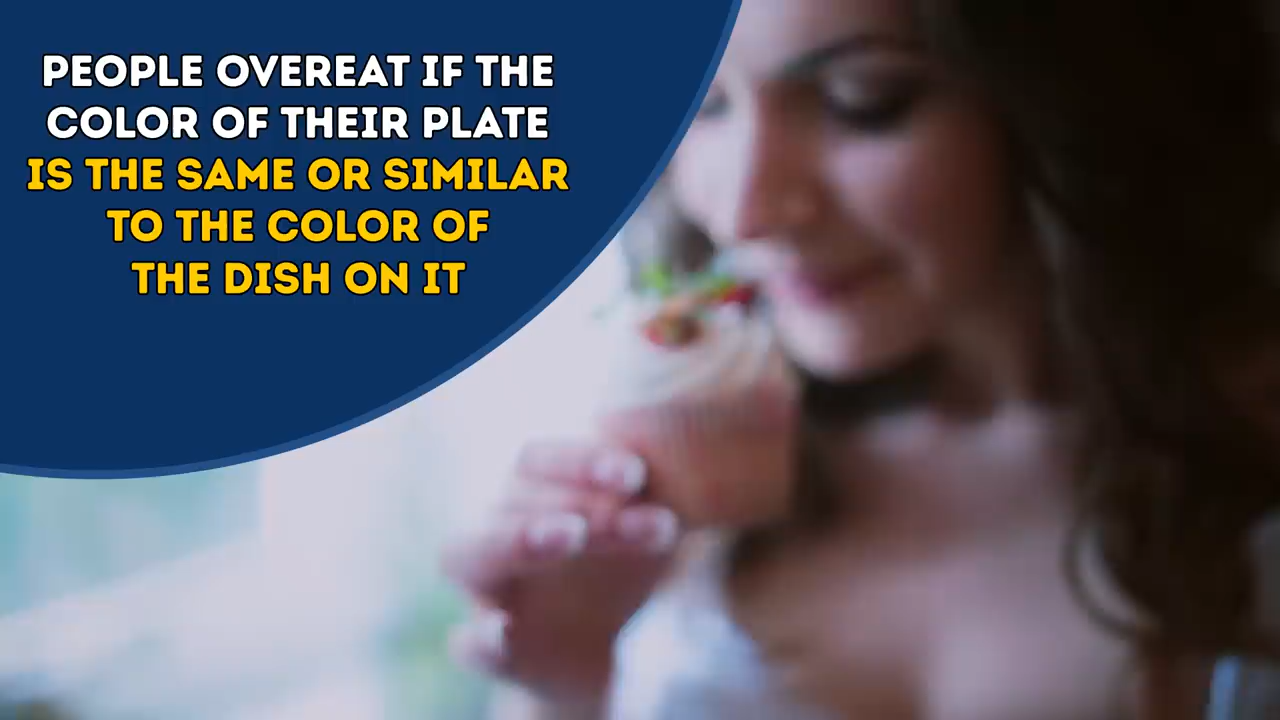 PEOPLE OVEREAT IF THE
COLOR OF THEIR PLATE
IS THE SAME OR SIMILAR
TO THE COLOR OF
THE DISH ON IT